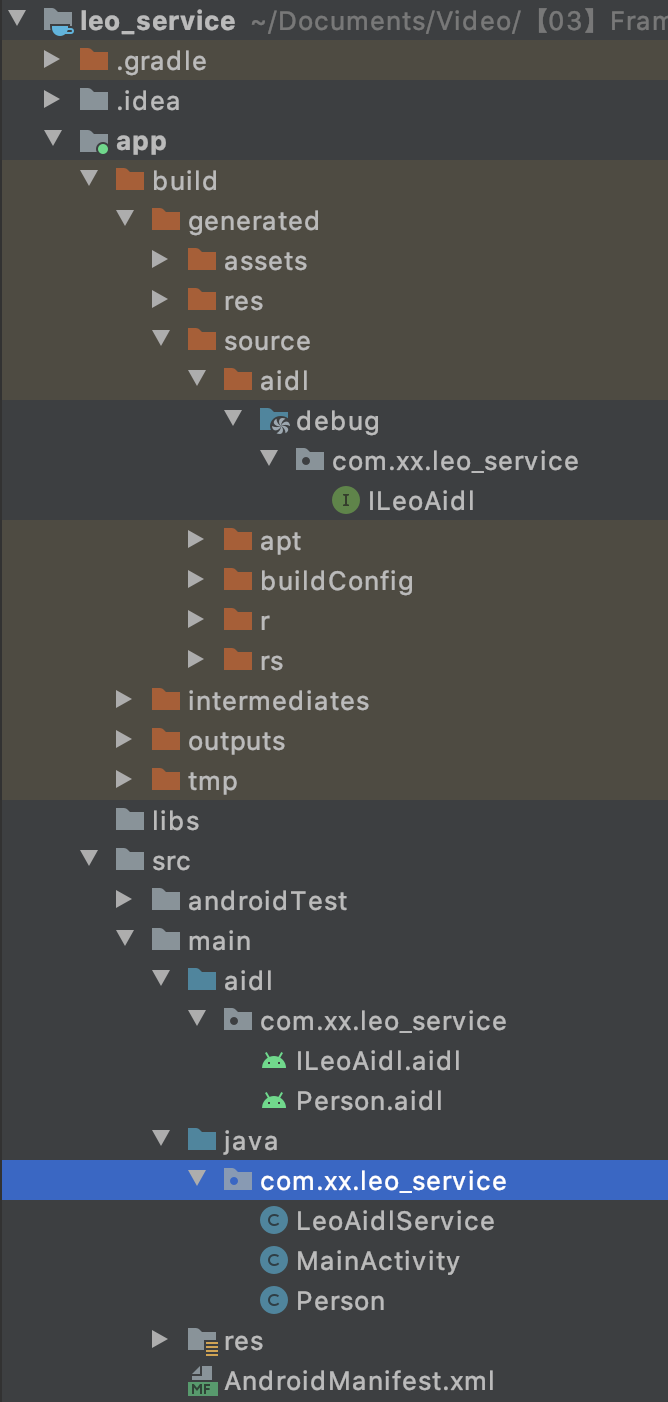 leo_service ~/Documents/Video/【03】Fram
.gradle
.idea
app
build
generated
assets
res
source
aidl
debug
com.xx.leo_service
I ILeoAidl
apt
buildConfig
r
rs
intermediates
outputs
tmp
libs
src
androidTest
main
aidl
com.xx.leo_service
ILeoAidl.aidl
Person.aidl
java
com.xx.leo_service
C LeoAidlService
C MainActivity
C Person
res
MF AndroidManifest.xml